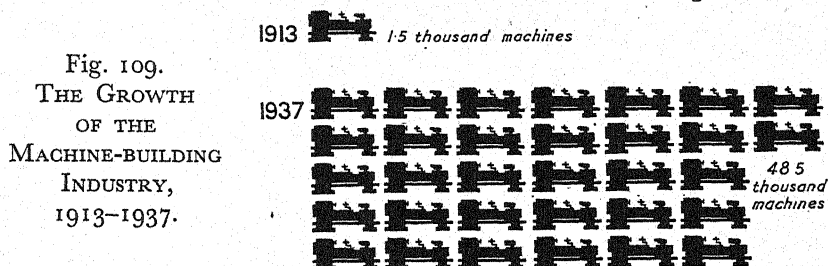 1913 1·5 thousand machines
Fig. 109.
The Growth
of the
Machine-building
Industry,
1913–1937.
1937
48 5
thousand
machines